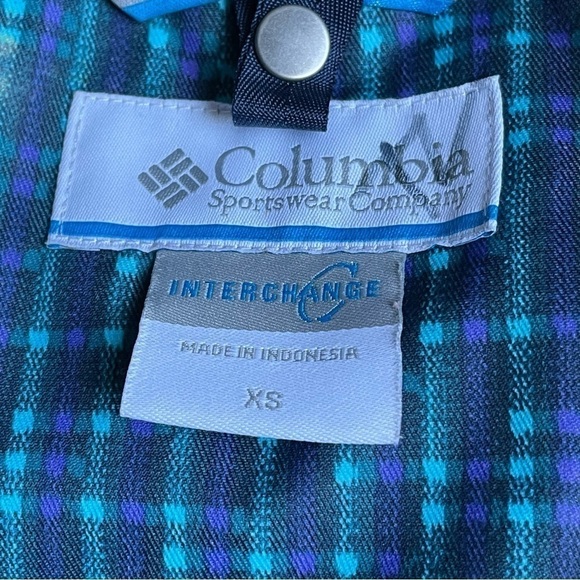 Columbia
Sportswear Company
INTERCHANGE
MADE IN INDONESIA
XS